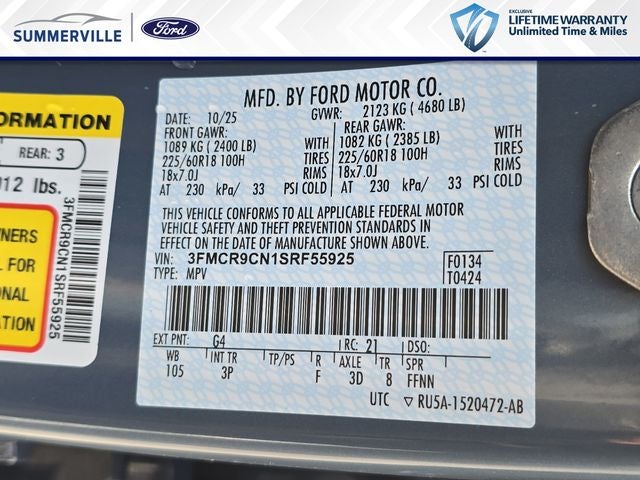 SUMMERVILLE
Ford
EXCLUSIVE
LIFETIME WARRANTY
Unlimited Time & Miles
ORMATION
REAR: 3
012 lbs.
WNERS
L FOR
ONAL
ATION
3FMCR9CN1SRF55925
MFD. BY FORD MOTOR CO.
DATE: 10/25 GVWR: 2123 KG ( 4680 LB)
FRONT GAWR: REAR GAWR:
1089 KG ( 2400 LB) WITH 1082 KG ( 2385 LB) WITH
225/60R18 100H TIRES 225/60R18 100H TIRES
18x7.0J RIMS 18x7.0J RIMS
AT 230 kPa/ 33 PSI COLD AT 230 kPa/ 33 PSI COLD
THIS VEHICLE CONFORMS TO ALL APPLICABLE FEDERAL MOTOR
VEHICLE SAFETY AND THEFT PREVENTION STANDARDS IN
EFFECT ON THE DATE OF MANUFACTURE SHOWN ABOVE.
VIN: 3FMCR9CN1SRF55925 F0134
TYPE: MPV T0424
EXT PNT: G4 RC: 21 DSO:
WB INT TR TP/PS R AXLE TR SPR
105 3P F 3D 8 FFNN
UTC ▽ RU5A-1520472-AB